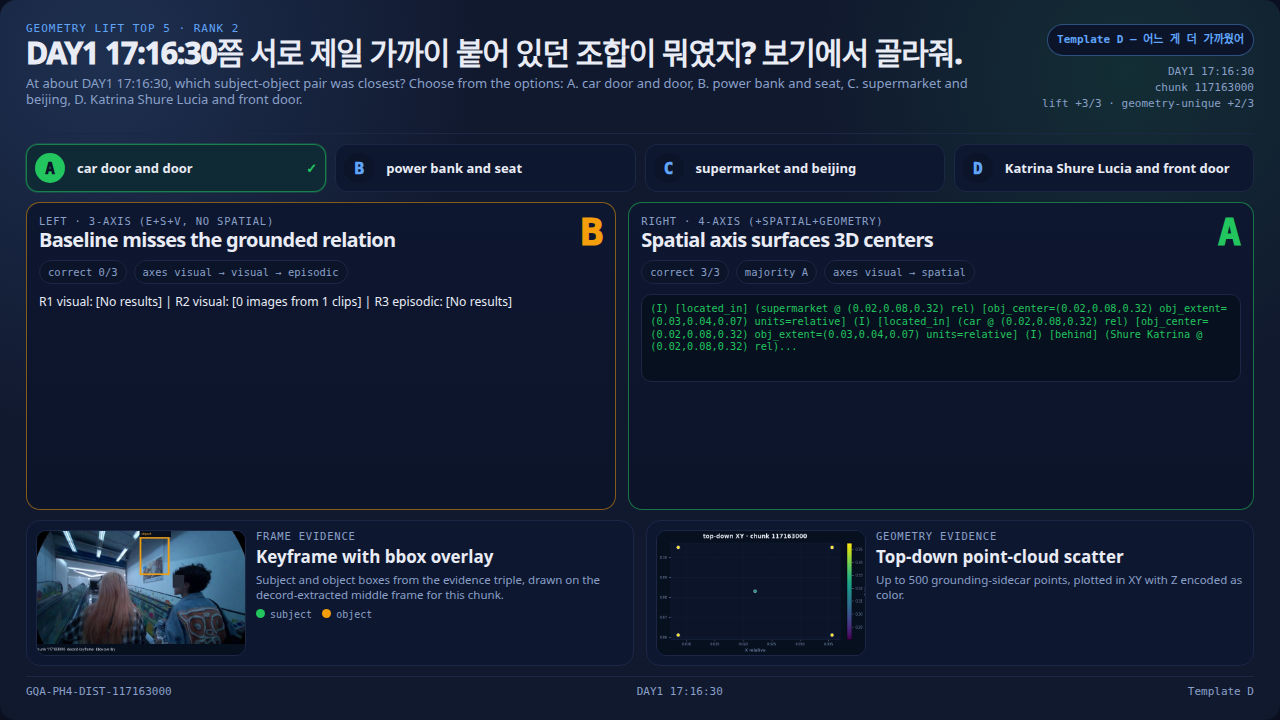 GEOMETRY LIFT TOP 5 · RANK 2
DAY1 17:16:30쯤 서로 제일 가까이 붙어 있던 조합이 뭐었지? 보기에서 골라줘.
At about DAY1 17:16:30, which subject-object pair was closest? Choose from the options: A. car door and door, B. power bank and seat, C. supermarket and
beijing, D. Katrina Shure Lucia and front door.
Template D — 어느 게 더 가까웠어
DAY1 17:16:30
chunk 117163000
lift +3/3 · geometry-unique +2/3
A car door and door ✓
B power bank and seat
C supermarket and beijing
D Katrina Shure Lucia and front door
LEFT · 3-AXIS (E+S+V, NO SPATIAL)
Baseline misses the grounded relation
B
correct 0/3
axes visual → visual → episodic
R1 visual: [No results] | R2 visual: [0 images from 1 clips] | R3 episodic: [No results]
RIGHT · 4-AXIS (+SPATIAL+GEOMETRY)
Spatial axis surfaces 3D centers
A
correct 3/3
majority A
axes visual → spatial
(I) [located_in] (supermarket @ (0.02,0.08,0.32) rel) [obj_center=(0.02,0.08,0.32) obj_extent=
(0.03,0.04,0.07) units=relative] (I) [located_in] (car @ (0.02,0.08,0.32) rel) [obj_center=
(0.02,0.08,0.32) obj_extent=(0.03,0.04,0.07) units=relative] (I) [behind] (Shure Katrina @
(0.02,0.08,0.32) rel)...
FRAME EVIDENCE
Keyframe with bbox overlay
Subject and object boxes from the evidence triple, drawn on the
decord-extracted middle frame for this chunk.
subject
object
top-down XY · chunk 117163000
X relative
GEOMETRY EVIDENCE
Top-down point-cloud scatter
Up to 500 grounding-sidecar points, plotted in XY with Z encoded as
color.
GQA-PH4-DIST-117163000
DAY1 17:16:30
Template D